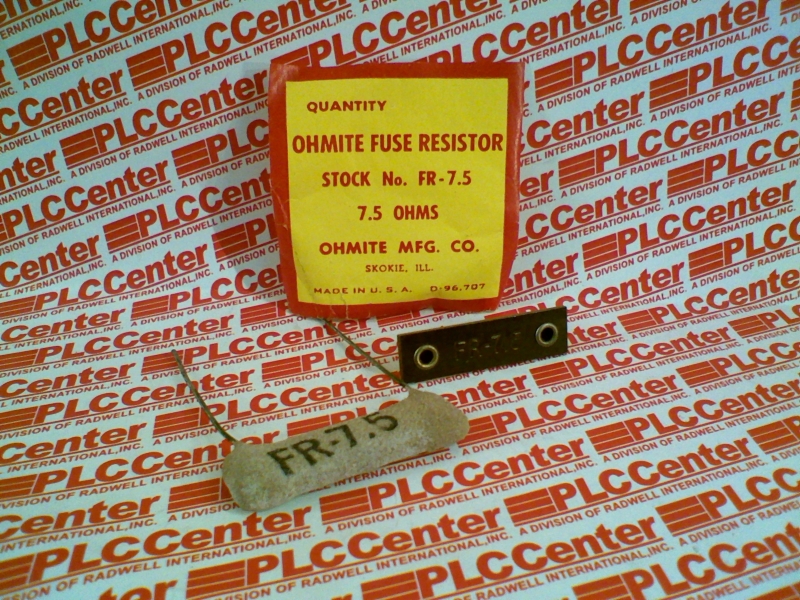 QUANTITY
OHMITE FUSE RESISTOR
STOCK No. FR-7.5
7.5 OHMS
OHMITE MFG. CO.
SKOKIE, ILL.
MADE IN U.S.A. D-96,707
FR-7.5
FR-7.5
PLCCenter
A DIVISION OF RADWELL INTERNATIONAL, INC.